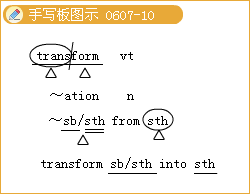 手写板图示 0607-10
transform vt
～ation n
～sb/sth from sth
transform sb/sth into sth